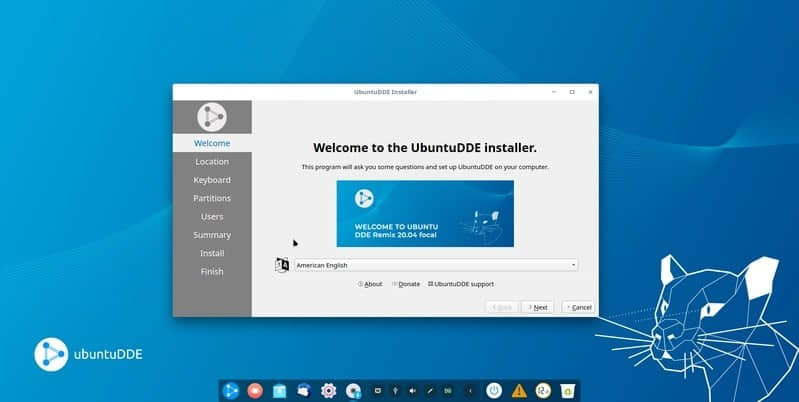 UbuntuDDE Installer
Welcome
Location
Keyboard
Partitions
Users
Summary
Install
Finish
Welcome to the UbuntuDDE installer.
This program will ask you some questions and set up UbuntuDDE on your computer.
WELCOME TO UBUNTU
DDE Remix 20.04 focal
American English
About Donate UbuntuDDE support
Back Next Cancel
ubuntuDDE